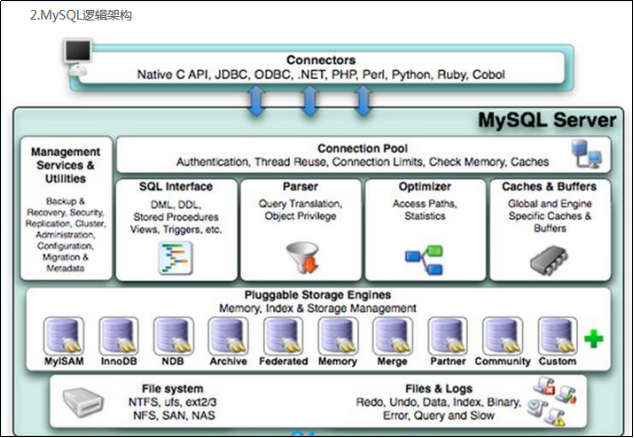 2.MySQL逻辑架构
Connectors
Native C API, JDBC, ODBC, .NET, PHP, Perl, Python, Ruby, Cobol
MySQL Server
Management
Services &
Utilities
Backup &
Recovery, Security,
Replication, Cluster,
Administration,
Configuration,
Migration &
Metadata
Connection Pool
Authentication, Thread Reuse, Connection Limits, Check Memory, Caches
SQL Interface
DML, DDL,
Stored Procedures
Views, Triggers, etc.
Parser
Query Translation,
Object Privilege
Optimizer
Access Paths,
Statistics
Caches & Buffers
Global and Engine
Specific Caches &
Buffers
Pluggable Storage Engines
Memory, Index & Storage Management
MyISAM
InnoDB
NDB
Archive
Federated
Memory
Merge
Partner
Community
Custom
File system
NTFS, ufs, ext2/3
NFS, SAN, NAS
Files & Logs
Redo, Undo, Data, Index, Binary,
Error, Query and Slow